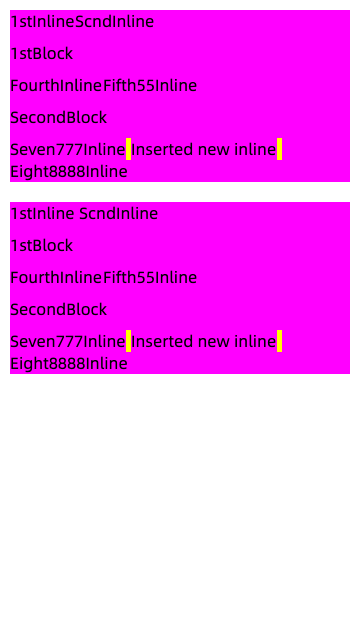 1stInlineScndInline
1stBlock
FourthInlineFifth55Inline
SecondBlock
Seven777Inline Inserted new inline
Eight8888Inline
1stInline ScndInline
1stBlock
FourthInlineFifth55Inline
SecondBlock
Seven777Inline Inserted new inline
Eight8888Inline